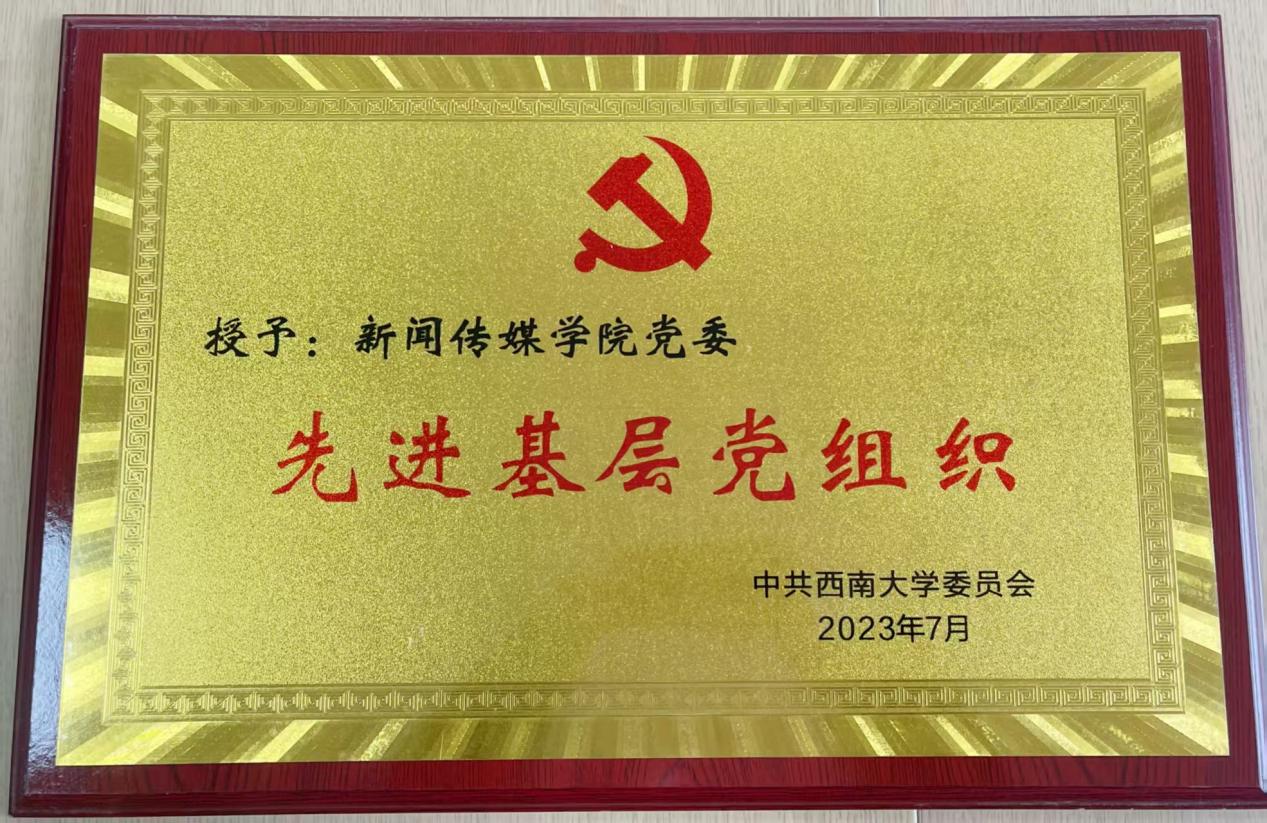 授予：新闻传媒学院党委
先进基层党组织
中共西南大学委员会
2023年7月